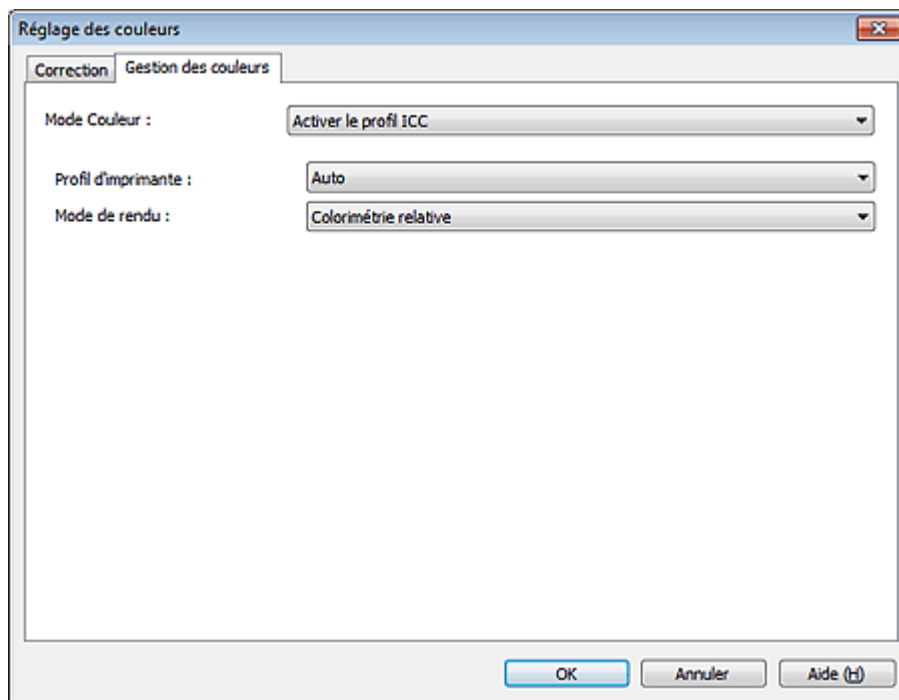 Réglage des couleurs
Correction
Gestion des couleurs
Mode Couleur :
Activer le profil ICC
Profil d'imprimante :
Auto
Mode de rendu :
Colorimétrie relative
OK
Annuler
Aide (H)